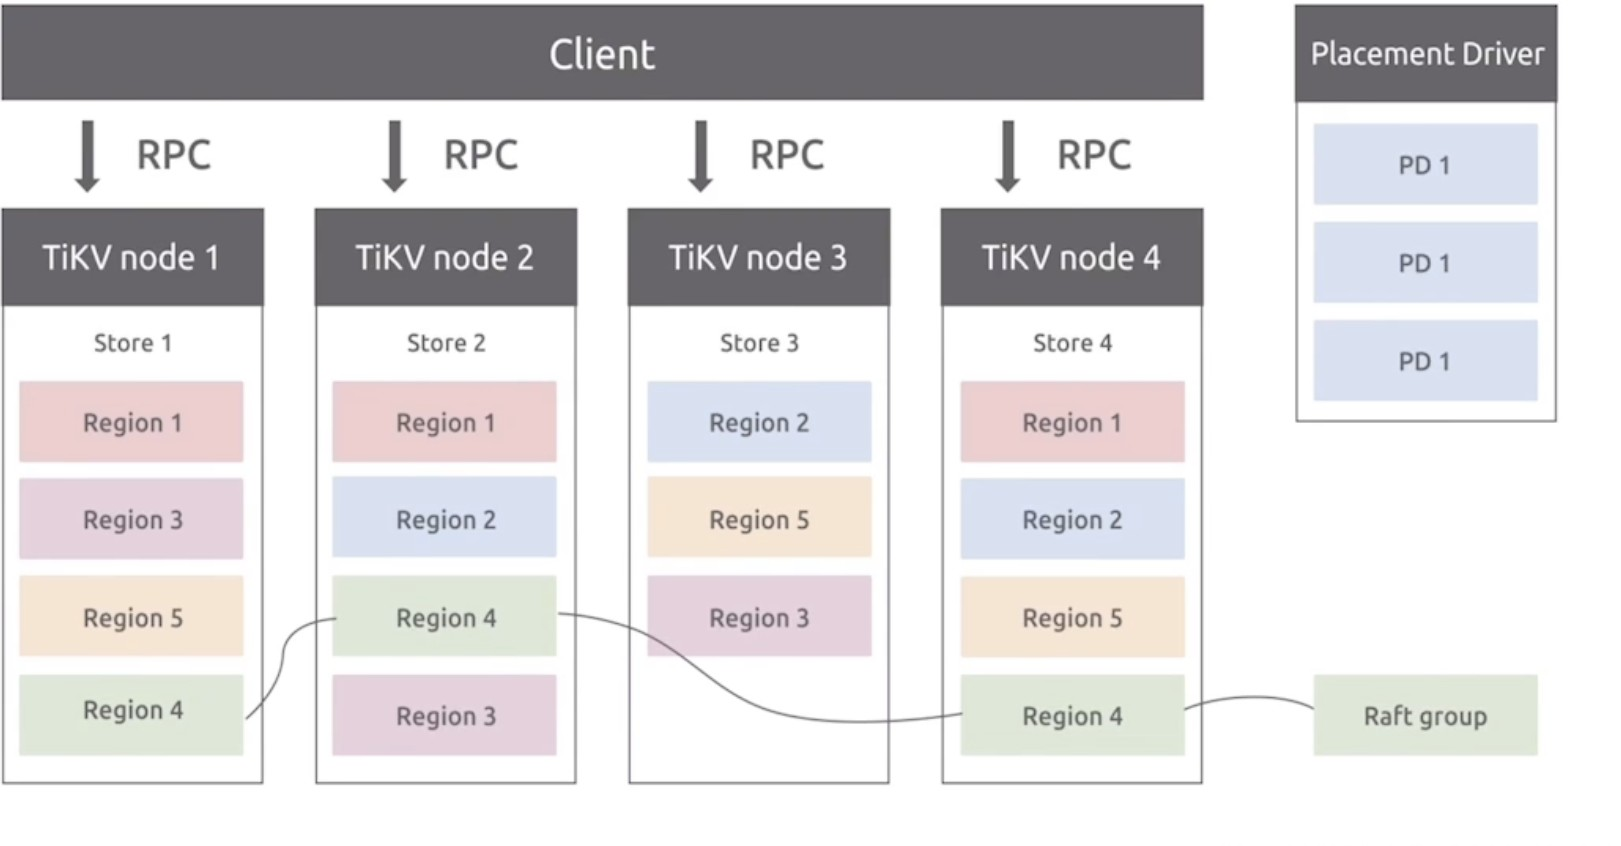 Client
Placement Driver
RPC
RPC
RPC
RPC
PD 1
PD 1
PD 1
TiKV node 1
Store 1
Region 1
Region 3
Region 5
Region 4
TiKV node 2
Store 2
Region 1
Region 2
Region 4
Region 3
TiKV node 3
Store 3
Region 2
Region 5
Region 3
TiKV node 4
Store 4
Region 1
Region 2
Region 5
Region 4
Raft group